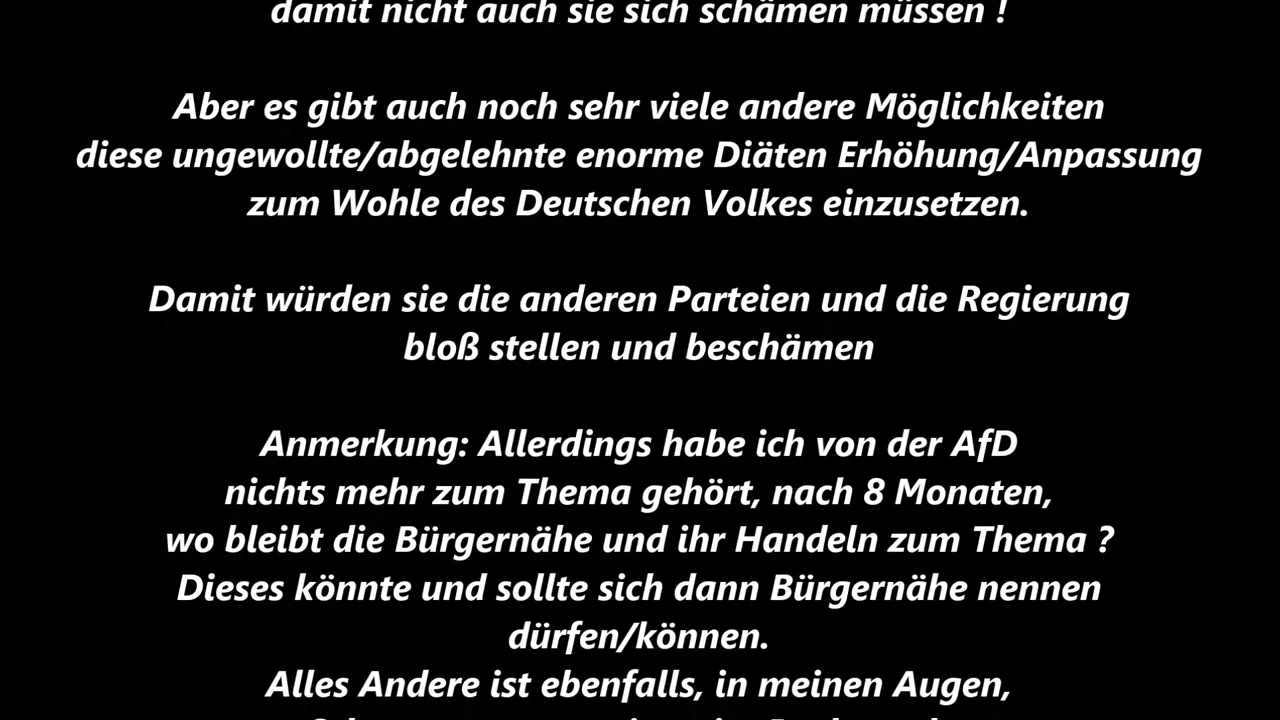 damit nicht auch sie sich schämen müssen !
Aber es gibt auch noch sehr viele andere Möglichkeiten
diese ungewollte/abgelehnte enorme Diäten Erhöhung/Anpassung
zum Wohle des Deutschen Volkes einzusetzen.
Damit würden sie die anderen Parteien und die Regierung
bloß stellen und beschämen
Anmerkung: Allerdings habe ich von der AfD
nichts mehr zum Thema gehört, nach 8 Monaten,
wo bleibt die Bürgernähe und ihr Handeln zum Thema ?
Dieses könnte und sollte sich dann Bürgernähe nennen
dürfen/können.
Alles Andere ist ebenfalls, in meinen Augen,